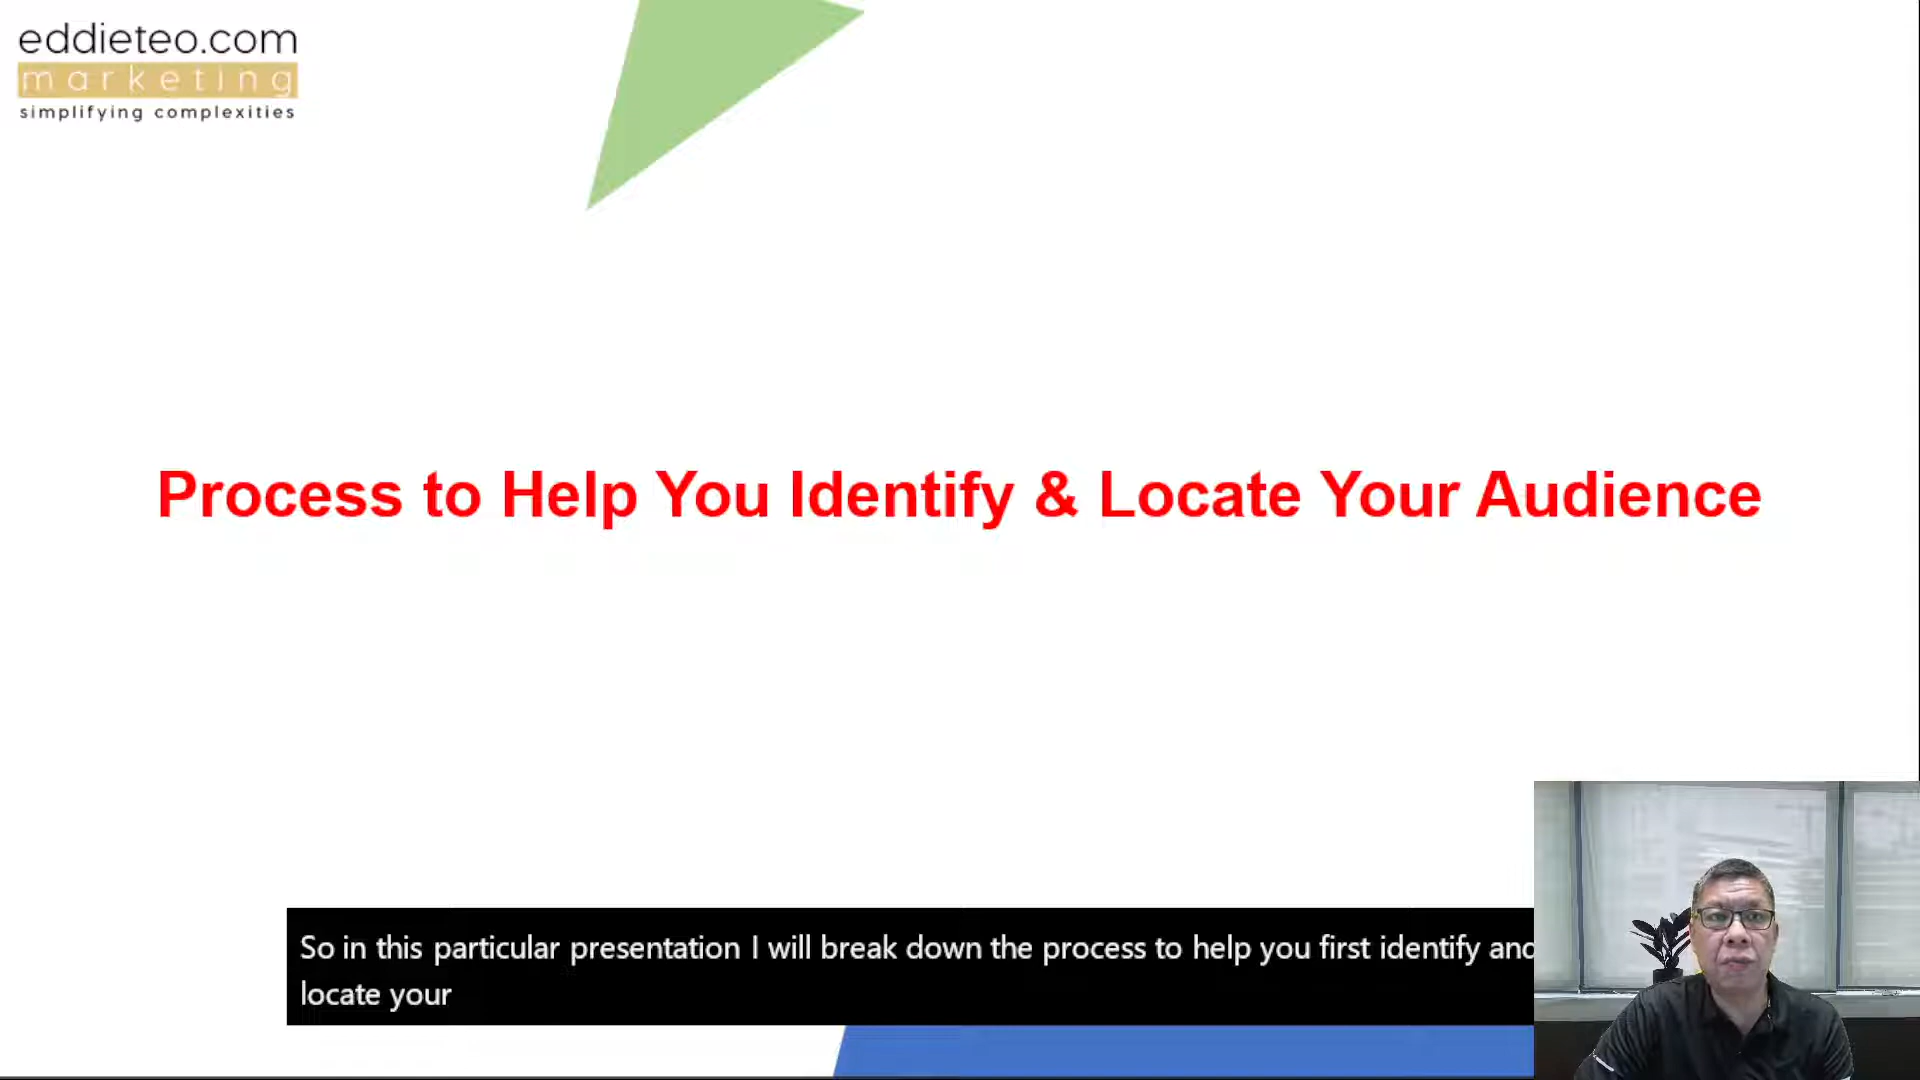 eddieteo.com
marketing
simplifying complexities
Process to Help You Identify & Locate Your Audience
So in this particular presentation I will break down the process to help you first identify and
locate your